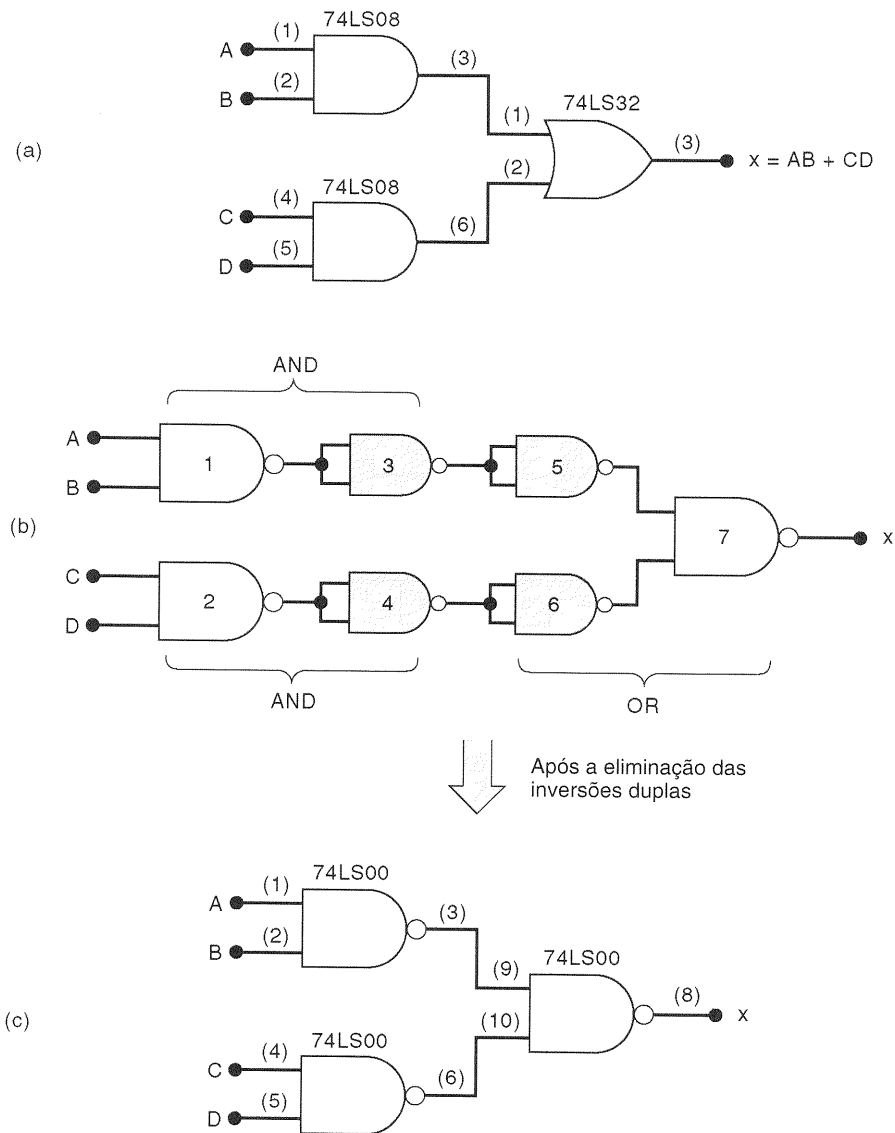 74LS08
A (1)
(3)
B (2)
74LS32
(1)
(a)
(3)
x = AB + CD
(2)
74LS08
C (4)
(6)
D (5)
AND
A
1
3
5
B
(b)
7
x
C
2
4
6
D
AND
OR
Após a eliminação das
inversões duplas
74LS00
A (1)
(3)
B (2)
74LS00
(9)
(8)
(c)
x
(10)
74LS00
C (4)
(6)
D (5)